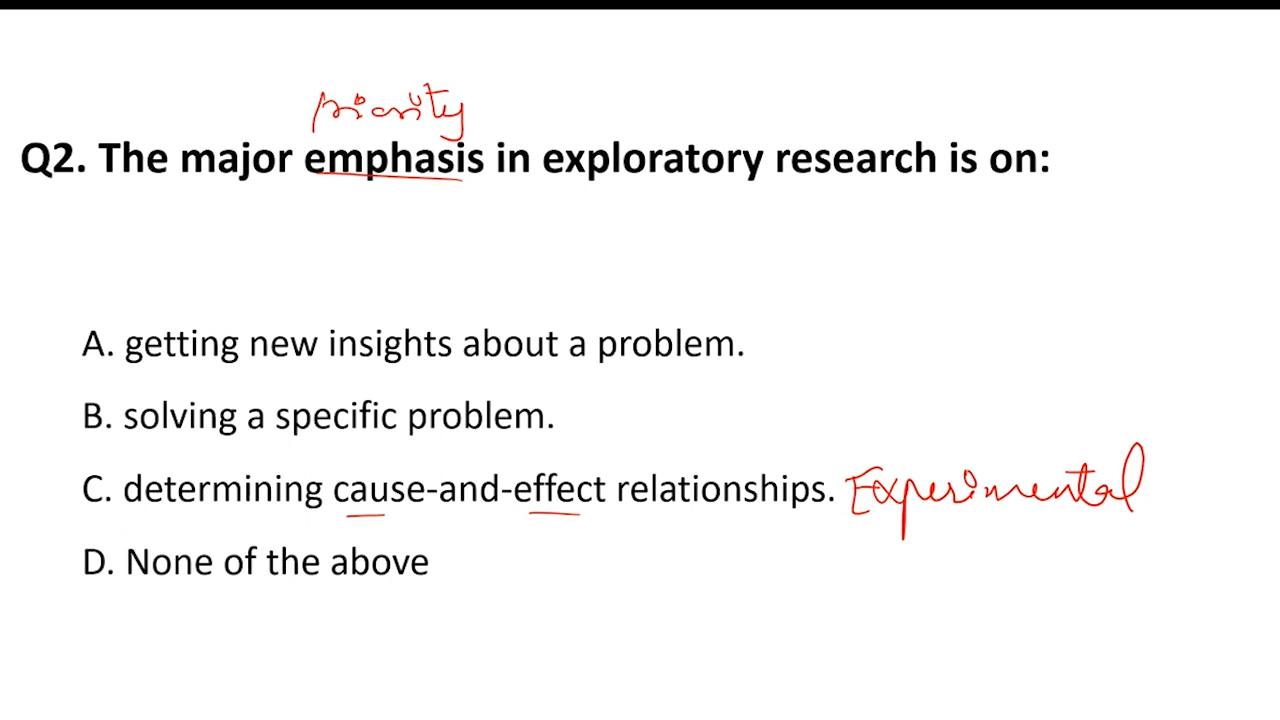 priority
Q2. The major emphasis in exploratory research is on:
A. getting new insights about a problem.
B. solving a specific problem.
C. determining cause-and-effect relationships. Experimental
D. None of the above